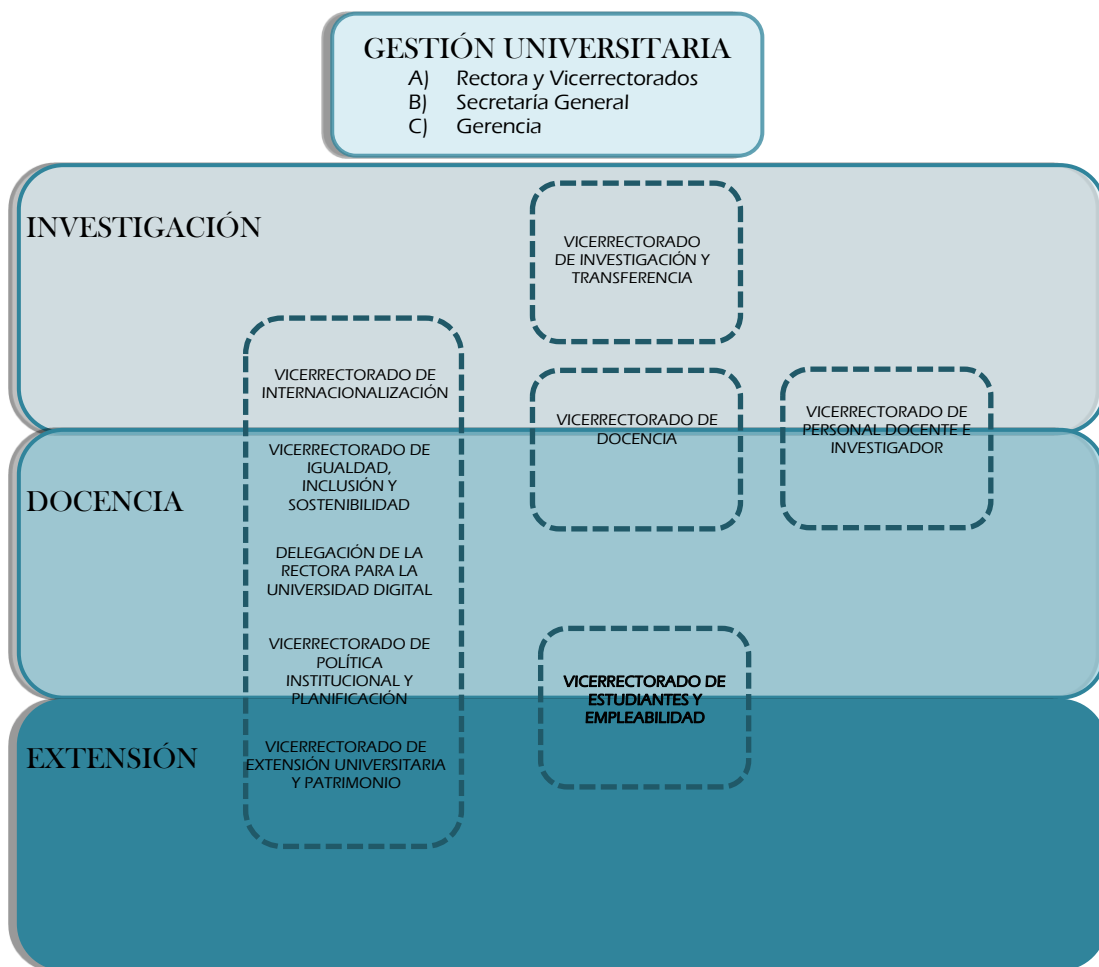 GESTIÓN UNIVERSITARIA
A) Rectora y Vicerrectorados
B) Secretaría General
C) Gerencia
INVESTIGACIÓN
VICERRECTORADO
DE INVESTIGACIÓN Y
TRANSFERENCIA
VICERRECTORADO DE
INTERNACIONALIZACIÓN
VICERRECTORADO DE
DOCENCIA
VICERRECTORADO DE
PERSONAL DOCENTE E
INVESTIGADOR
DOCENCIA
VICERRECTORADO DE
IGUALDAD,
INCLUSIÓN Y
SOSTENIBILIDAD
DELEGACIÓN DE LA
RECTORA PARA LA
UNIVERSIDAD DIGITAL
VICERRECTORADO DE
POLÍTICA
INSTITUCIONAL Y
PLANIFICACIÓN
VICERRECTORADO DE
ESTUDIANTES Y
EMPLEABILIDAD
EXTENSIÓN
VICERRECTORADO DE
EXTENSIÓN UNIVERSITARIA
Y PATRIMONIO